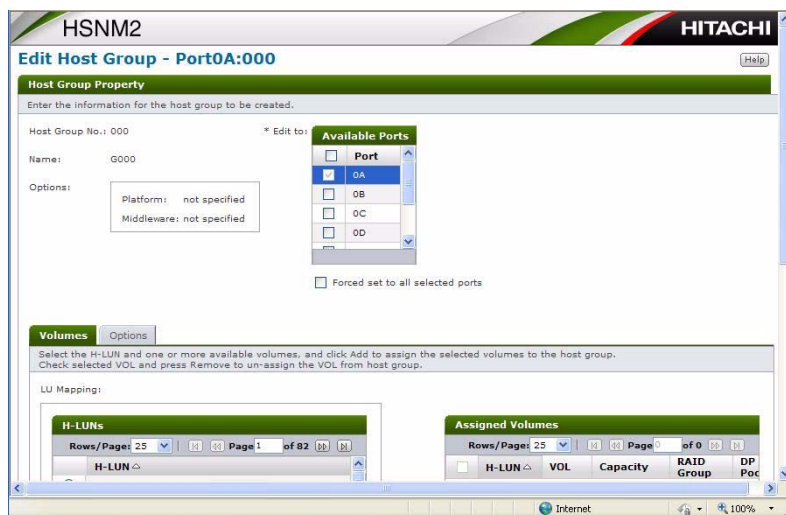 HSNM2
HITACHI
Edit Host Group - Port0A:000
Help
Host Group Property
Enter the information for the host group to be created.
Host Group No.: 000
* Edit to:
Available Ports
Port
0A
0B
0C
0D
Name: G000
Options:
Platform: not specified
Middleware: not specified
Forced set to all selected ports
Volumes
Options
Select the H-LUN and one or more available volumes, and click Add to assign the selected volumes to the host group.
Check selected VOL and press Remove to un-assign the VOL from host group.
LU Mapping:
H-LUNs
Rows/Page: 25 Page 1 of 82
H-LUN
Assigned Volumes
Rows/Page: 25 Page 0 of 0
H-LUN VOL Capacity RAID Group DP Poo
Internet
100%